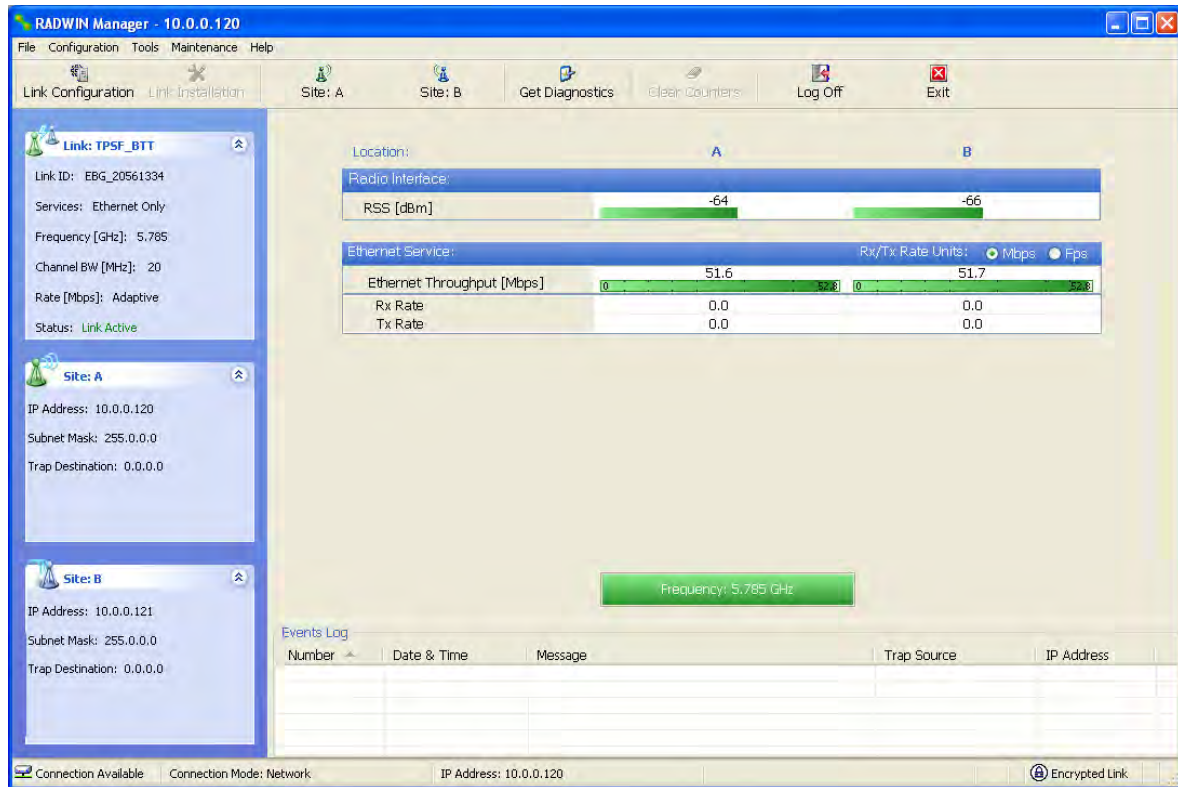 RADWIN Manager - 10.0.0.120
File Configuration Tools Maintenance Help
Link Configuration Link Installation Site: A Site: B Get Diagnostics Clear Counters Log Off Exit
Link: TPSF_BTT
Link ID: EBG_20561334
Services: Ethernet Only
Frequency [GHz]: 5.785
Channel BW [MHz]: 20
Rate [Mbps]: Adaptive
Status: Link Active
Site: A
IP Address: 10.0.0.120
Subnet Mask: 255.0.0.0
Trap Destination: 0.0.0.0
Site: B
IP Address: 10.0.0.121
Subnet Mask: 255.0.0.0
Trap Destination: 0.0.0.0
Location: A B
Radio Interface:
RSS [dBm] -64 -66
Ethernet Service: Rx/Tx Rate Units: Mbps Fps
Ethernet Throughput [Mbps] 51.6 51.7
0 52.8 0 52.8
Rx Rate 0.0 0.0
Tx Rate 0.0 0.0
Frequency: 5.785 GHz
Events Log
Number Date & Time Message Trap Source IP Address
Connection Available Connection Mode: Network IP Address: 10.0.0.120 Encrypted Link